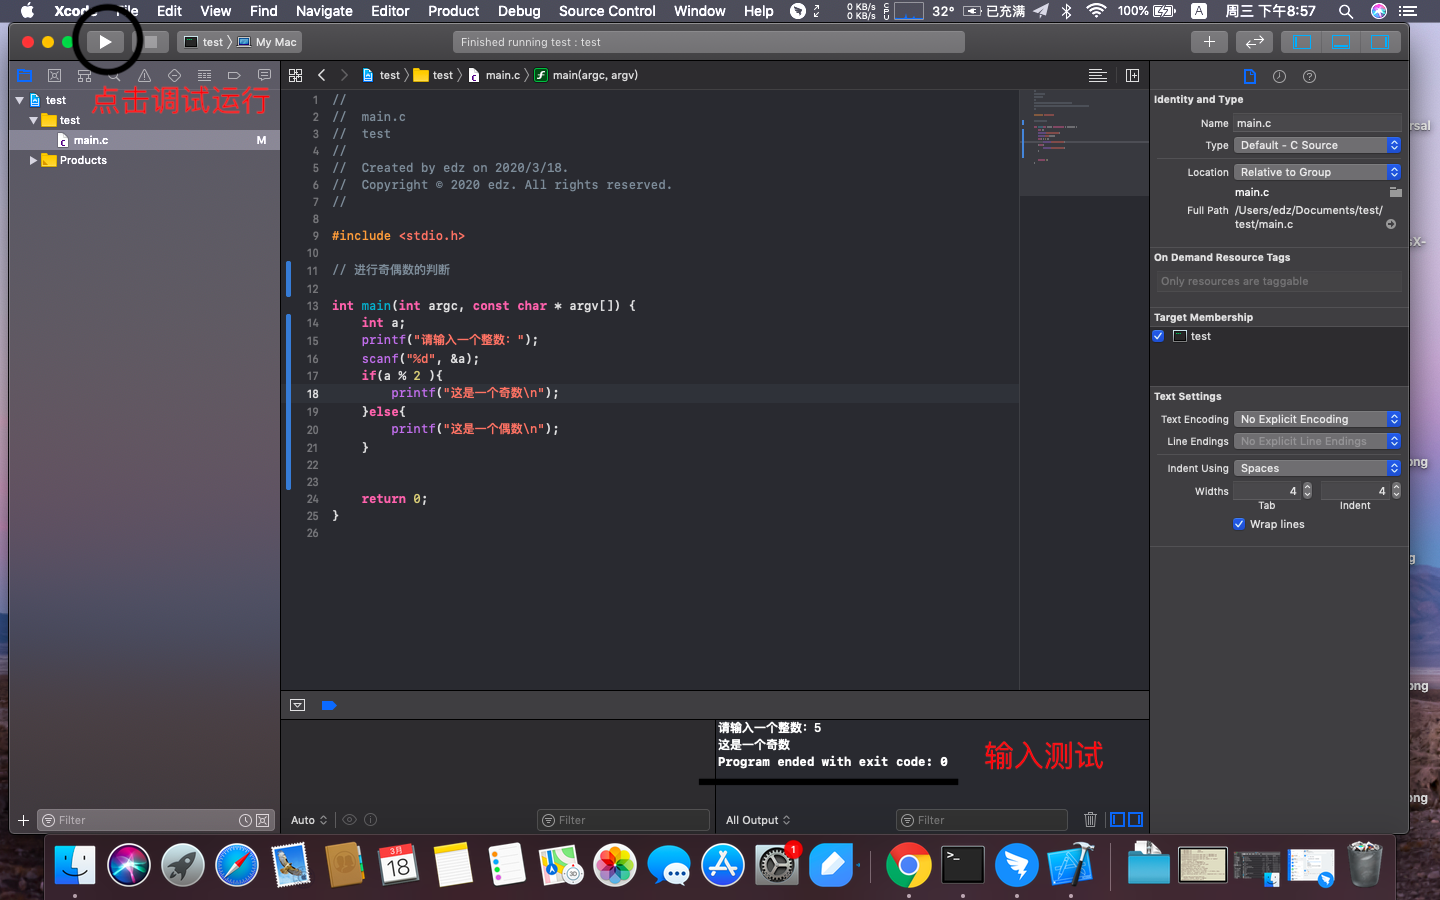 Xcode File Edit View Find Navigate Editor Product Debug Source Control Window Help 0 KB/s 0 KB/s CPU 32° 已充满 100% A 周三 下午8:57
test 〉 My Mac
Finished running test : test
点击调试运行
test
test
main.c M
Products
test 〉 test 〉 main.c 〉 f main(argc, argv)
1 //
2 //  main.c
3 //  test
4 //
5 //  Created by edz on 2020/3/18.
6 //  Copyright © 2020 edz. All rights reserved.
7 //
8
9 #include <stdio.h>
10
11 // 进行奇偶数的判断
12
13 int main(int argc, const char * argv[]) {
14     int a;
15     printf("请输入一个整数：");
16     scanf("%d", &a);
17     if(a % 2 ){
18         printf("这是一个奇数\n");
19     }else{
20         printf("这是一个偶数\n");
21     }
22
23
24     return 0;
25 }
26
Identity and Type
Name main.c
Type Default - C Source
Location Relative to Group
main.c
Full Path /Users/edz/Documents/test/
test/main.c
On Demand Resource Tags
Only resources are taggable
Target Membership
test
Text Settings
Text Encoding No Explicit Encoding
Line Endings No Explicit Line Endings
Indent Using Spaces
Widths 4 4
Tab Indent
Wrap lines
rsal
sX-
ong
g
ong
ong
请输入一个整数：5
这是一个奇数
Program ended with exit code: 0
输入测试
Filter
Auto
Filter
All Output
Filter
3月
18
3D
1
>_